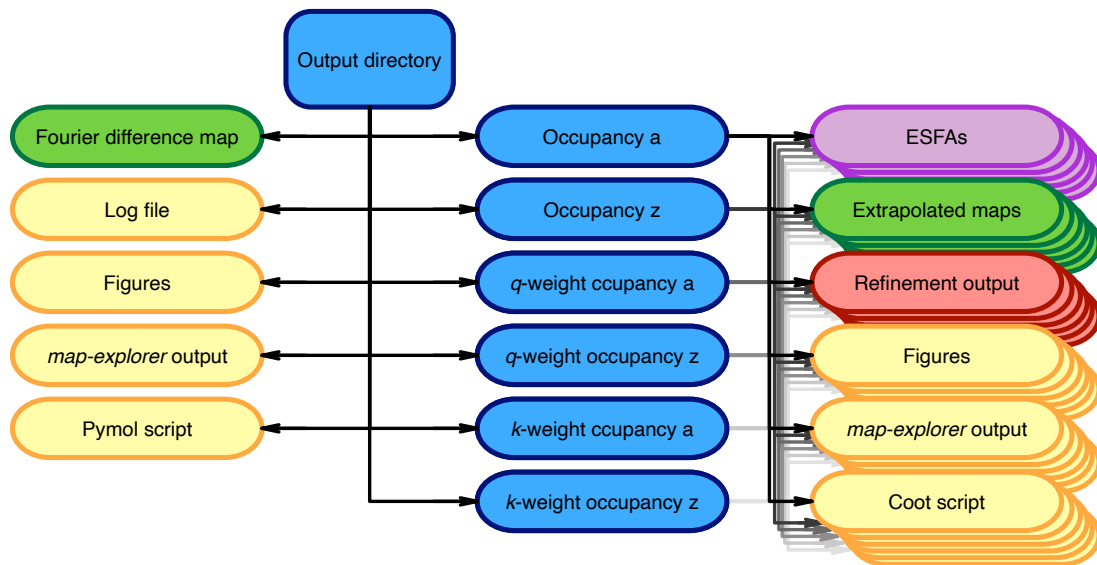 Output directory
Fourier difference map
Occupancy a
ESFAs
Log file
Occupancy z
Extrapolated maps
Figures
q-weight ccupancy a
Refinement output
map-explorer output
q-weight occupancy z
Figures
Pymol script
k-weight ccupancy a
map-explorer output
k-weight occupancy z
Coot script